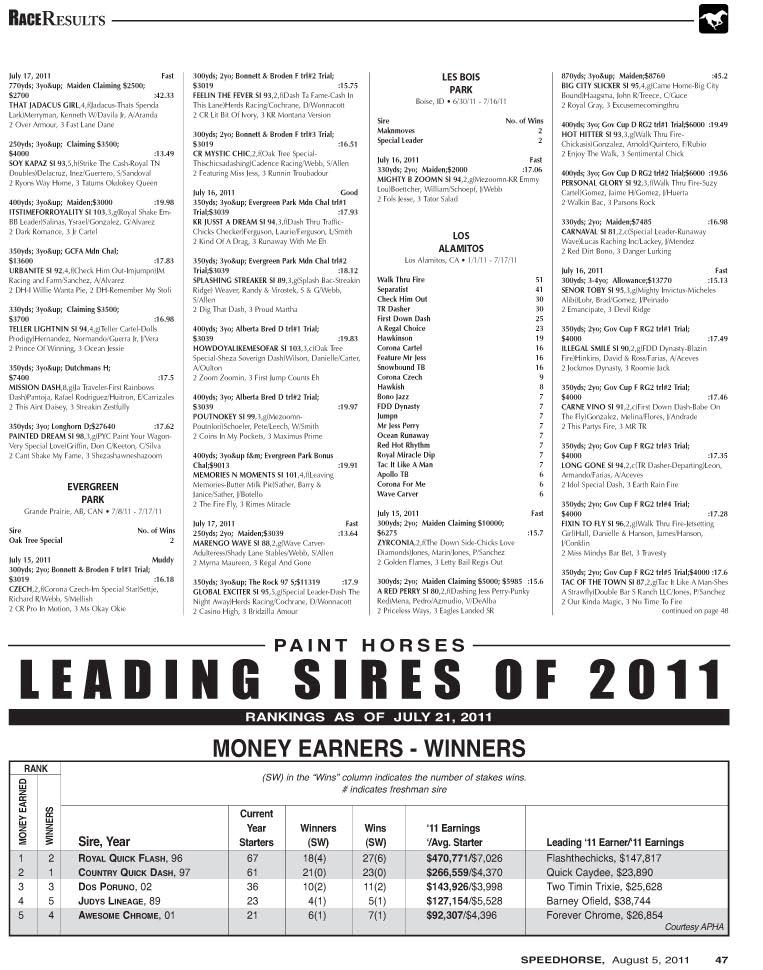 RACERESULTS
July 17, 2011 Fast
770yds; 3yo&up; Maiden Claiming $2500;
$2700 :42.33
THAT JADACUS GIRL,4,f(Jadacus-Thats Spenda
Lark)Merryman, Kenneth W/Davila Jr, A/Aranda
2 Over Armour, 3 Fast Lane Dane
250yds; 3yo&up; Claiming $3500;
$4000 :13.49
SOY KAPAZ SI 93,5,h(Strike The Cash-Royal TN
Doubles)Delacruz, Inez/Guerrero, S/Sandoval
2 Ryons Way Home, 3 Tatums Okdokey Queen
400yds; 3yo&up; Maiden;$3000 :19.98
ITSTIMEFORROYALITY SI 103,3,g(Royal Shake Em-
BB Leader)Salinas, Ysrael/Gonzalez, G/Alvarez
2 Dark Romance, 3 Jr Cartel
350yds; 3yo&up; GCFA Mdn Chal;
$13600 :17.83
URBANITE SI 92,4,f(Check Him Out-Imjumpn)JM
Racing and Farm/Sanchez, A/Alvarez
2 DH-I Willie Wanta Pie, 2 DH-Remember My Stoli
330yds; 3yo&up; Claiming $3500;
$3700 :16.98
TELLER LIGHTNIN SI 94,4,g(Teller Cartel-Dolls
Prodigy)Hernandez, Normando/Guerra Jr, J/Vera
2 Prince Of Winning, 3 Ocean Jessie
350yds; 3yo&up; Dutchmans H;
$7400 :17.5
MISSION DASH,8,g(Ja Traveler-First Rainbows
Dash)Pantoja, Rafael Rodriguez/Huitron, E/Carrizales
2 This Aint Daisey, 3 Streakin Zestfully
350yds; 3yo; Longhorn D;$27640 :17.62
PAINTED DREAM SI 98,3,g(PYC Paint Your Wagon-
Very Special Love)Griffin, Don C/Keeton, C/Silva
2 Cant Shake My Fame, 3 Shezashawneshazoom
EVERGREEN
PARK
Grande Prairie, AB, CAN • 7/8/11 - 7/17/11
Sire No. of Wins
Oak Tree Special 2
July 15, 2011 Muddy
300yds; 2yo; Bonnett & Broden F trl#1 Trial;
$3019 :16.18
CZECH,2,f(Corona Czech-Im Special Star)Settje,
Richard R/Webb, S/Mellish
2 CR Pro In Motion, 3 Ms Okay Okie
300yds; 2yo; Bonnett & Broden F trl#2 Trial;
$3019 :15.75
FEELIN THE FEVER SI 93,2,f(Dash Ta Fame-Cash In
This Lane)Herds Racing/Cochrane, D/Wonnacott
2 CR Lit Bit Of Ivory, 3 KR Montana Version
300yds; 2yo; Bonnett & Broden F trl#3 Trial;
$3019 :16.51
CR MYSTIC CHIC,2,f(Oak Tree Special-
Thischicsadashing)Cadence Racing/Webb, S/Allen
2 Featuring Miss Jess, 3 Runnin Troubadour
July 16, 2011 Good
350yds; 3yo&up; Evergreen Park Mdn Chal trl#1
Trial;$3039 :17.93
KR JUSST A DREAM SI 94,3,f(Dash Thru Traffic-
Chicks Checker)Ferguson, Laurie/Ferguson, L/Smith
2 Kind Of A Drag, 3 Runaway With Me Eh
350yds; 3yo&up; Evergreen Park Mdn Chal trl#2
Trial;$3039 :18.12
SPLASHING STREAKER SI 89,3,g(Splash Bac-Streakin
Ridge) Weaver, Randy & Virostek, S & G/Webb,
S/Allen
2 Dig That Dash, 3 Proud Martha
400yds; 3yo; Alberta Bred D trl#1 Trial;
$3039 :19.83
HOWDOYALIKEMESOFAR SI 103,3,c(Oak Tree
Special-Sheza Soverign Dash)Wilson, Danielle/Carter,
A/Oulton
2 Zoom Zoomin, 3 First Jump Counts Eh
400yds; 3yo; Alberta Bred D trl#2 Trial;
$3039 :19.97
POUTNOKEY SI 99,3,g(Mezoomn-
Poutnlori)Schoeler, Pete/Leech, W/Smith
2 Coins In My Pockets, 3 Maximus Prime
400yds; 3yo&up f&m; Evergreen Park Bonus
Chal;$9013 :19.91
MEMORIES N MOMENTS SI 101,4,f(Leaving
Memories-Butter Milk Pie)Sather, Barry &
Janice/Sather, J/Botello
2 The Fire Fly, 3 Rimes Miracle
July 17, 2011 Fast
250yds; 2yo; Maiden;$3039 :13.64
MARENGO WAVE SI 88,2,g(Wave Carver-
Adulteress)Shady Lane Stables/Webb, S/Allen
2 Myrna Maureen, 3 Regal And Gone
350yds; 3yo&up; The Rock 97 S;$11319 :17.9
GLOBAL EXCITER SI 95,5,g(Special Leader-Dash The
Night Away)Herds Racing/Cochrane, D/Wonnacott
2 Casino High, 3 Bridzilla Amour
LES BOIS
PARK
Boise, ID • 6/30/11 - 7/16/11
Sire No. of Wins
Maknmoves 2
Special Leader 2
July 16, 2011 Fast
330yds; 2yo; Maiden;$2000 :17.06
MIGHTY B ZOOMN SI 94,2,g(Mezoomn-KR Emmy
Lou)Boettcher, William/Schoepf, J/Webb
2 Fols Jesse, 3 Tator Salad
LOS
ALAMITOS
Los Alamitos, CA • 1/1/11 - 7/17/11
Walk Thru Fire 51
Separatist 41
Check Him Out 30
TR Dasher 30
First Down Dash 25
A Regal Choice 23
Hawkinson 19
Corona Cartel 16
Feature Mr Jess 16
Snowbound TB 16
Corona Czech 9
Hawkish 8
Bono Jazz 7
FDD Dynasty 7
Jumpn 7
Mr Jess Perry 7
Ocean Runaway 7
Red Hot Rhythm 7
Royal Miracle Dip 7
Tac It Like A Man 7
Apollo TB 6
Corona For Me 6
Wave Carver 6
July 15, 2011 Fast
300yds; 2yo; Maiden Claiming $10000;
$6275 :15.7
ZYRCONIA,2,f(The Down Side-Chicks Love
Diamonds)Jones, Marin/Jones, P/Sanchez
2 Golden Flames, 3 Letty Bail Regis Out
300yds; 2yo; Maiden Claiming $5000; $5985 :15.6
A RED PERRY SI 80,2,f(Dashing Jess Perry-Punky
Red)Mena, Pedro/Azmudio, V/DeAlba
2 Priceless Ways, 3 Eagles Landed SR
870yds; 3yo&up; Maiden;$8760 :45.2
BIG CITY SLICKER SI 95,4,g(Came Home-Big City
Bound)Haagsma, John R/Treece, C/Guce
2 Royal Gray, 3 Excusemecomingthru
400yds; 3yo; Gov Cup D RG2 trl#1 Trial;$6000 :19.49
HOT HITTER SI 93,3,g(Walk Thru Fire-
Chickasis)Gonzalez, Arnold/Quintero, F/Rubio
2 Enjoy The Walk, 3 Sentimental Chick
400yds; 3yo; Gov Cup D RG2 trl#2 Trial;$6000 :19.56
PERSONAL GLORY SI 92,3,f(Walk Thru Fire-Suzy
Cartel)Gomez, Jaime H/Gomez, J/Huerta
2 Walkin Bac, 3 Parsons Rock
330yds; 2yo; Maiden;$7485 :16.98
CARNAVAL SI 81,2,c(Special Leader-Runaway
Wave)Lucas Raching Inc/Lackey, J/Mendez
2 Red Dirt Bono, 3 Danger Lurking
July 16, 2011 Fast
300yds; 3-4yo; Allowance;$13770 :15.13
SENOR TOBY SI 95,3,g(Mighty Invictus-Micheles
Alibi)Lohr, Brad/Gomez, J/Peinado
2 Emancipate, 3 Devil Ridge
350yds; 2yo; Gov Cup F RG2 trl#1 Trial;
$4000 :17.49
ILLEGAL SMILE SI 90,2,g(FDD Dynasty-Blazin
Fire)Hinkins, David & Ross/Farias, A/Aceves
2 Jockmos Dynasty, 3 Roomie Jack
350yds; 2yo; Gov Cup F RG2 trl#2 Trial;
$4000 :17.46
CARNE VINO SI 91,2,c(First Down Dash-Babe On
The Fly)Gonzalez, Melina/Flores, J/Andrade
2 This Partys Fire, 3 MR TR
350yds; 2yo; Gov Cup F RG2 trl#3 Trial;
$4000 :17.35
LONG GONE SI 94,2,c(TR Dasher-Departing)Leon,
Armando/Farias, A/Aceves
2 Idol Special Dash, 3 Earth Rain Fire
350yds; 2yo; Gov Cup F RG2 trl#4 Trial;
$4000 :17.28
FIXIN TO FLY SI 96,2,g(Walk Thru Fire-Jetsetting
Girl)Hall, Danielle & Hanson, James/Hanson,
J/Conklin
2 Miss Mindys Bar Bet, 3 Travesty
350yds; 2yo; Gov Cup F RG2 trl#5 Trial;$4000 :17.6
TAC OF THE TOWN SI 87,2,g(Tac It Like A Man-Shes
A Strawfly)Double Bar S Ranch LLC/Jones, P/Sanchez
2 Our Kinda Magic, 3 No Time To Fire
continued on page 48
PAINT HORSES
LEADING SIRES OF 2011
RANKINGS AS OF JULY 21, 2011
MONEY EARNERS - WINNERS
RANK
MONEY EARNED
WINNERS
(SW) in the "Wins" column indicates the number of stakes wins.
# indicates freshman sire
Sire, Year
Current
Year
Starters
Winners
(SW)
Wins
(SW)
'11 Earnings
'/Avg. Starter
Leading '11 Earner/'11 Earnings
1 2 ROYAL QUICK FLASH, 96 67 18(4) 27(6) $470,771/$7,026 Flashthechicks, $147,817
2 1 COUNTRY QUICK DASH, 97 61 21(0) 23(0) $266,559/$4,370 Quick Caydee, $23,890
3 3 DOS PORUNO, 02 36 10(2) 11(2) $143,926/$3,998 Two Timin Trixie, $25,628
4 5 JUDYS LINEAGE, 89 23 4(1) 5(1) $127,154/$5,528 Barney Ofield, $38,744
5 4 AWESOME CHROME, 01 21 6(1) 7(1) $92,307/$4,396 Forever Chrome, $26,854
Courtesy APHA
SPEEDHORSE, August 5, 2011 47